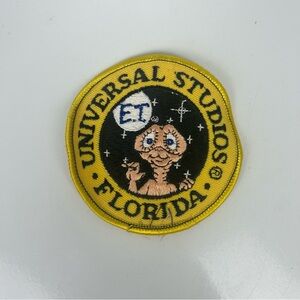 UNIVERSAL STUDIOS
E.T.
• FLORIDA •